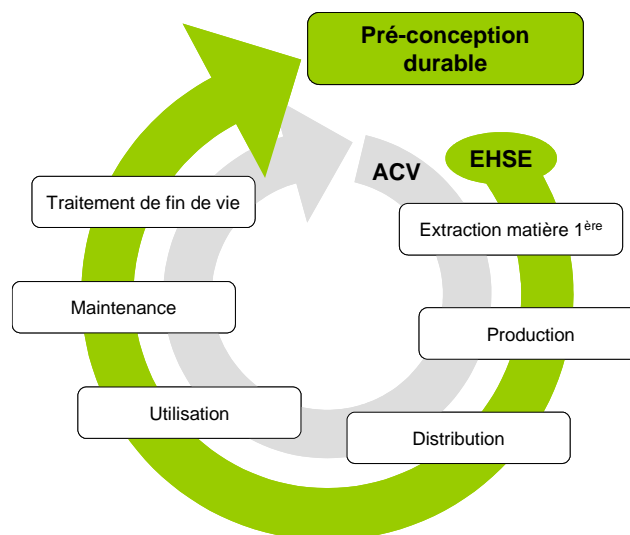 Pré-conception
durable
ACV
EHSE
Traitement de fin de vie
Extraction matière 1ère
Maintenance
Production
Utilisation
Distribution